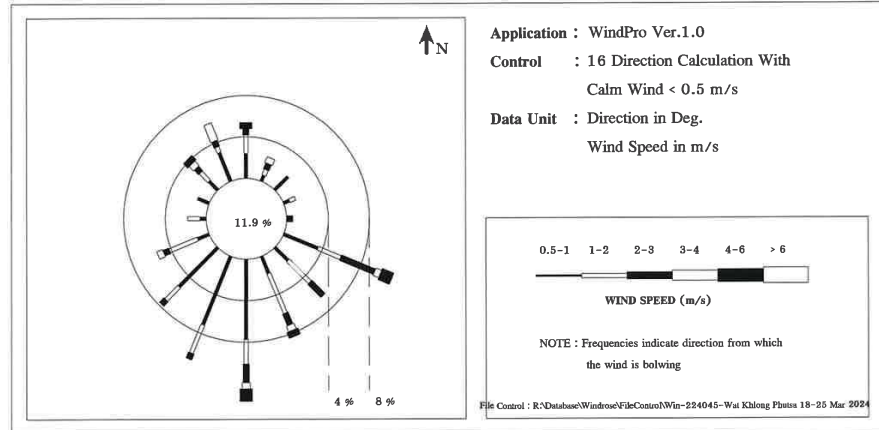 N
11.9 %
4 %
8 %
Application : WindPro Ver.1.0
Control : 16 Direction Calculation With
Calm Wind < 0.5 m/s
Data Unit : Direction in Deg.
Wind Speed in m/s
0.5-1 1-2 2-3 3-4 4-6 > 6
WIND SPEED (m/s)
NOTE : Frequencies indicate direction from which
the wind is bolwing
File Control : R:\Database\Windrose\FileControl\Win-224045-Wat Khlong Phutsa 18-25 Mar 2024